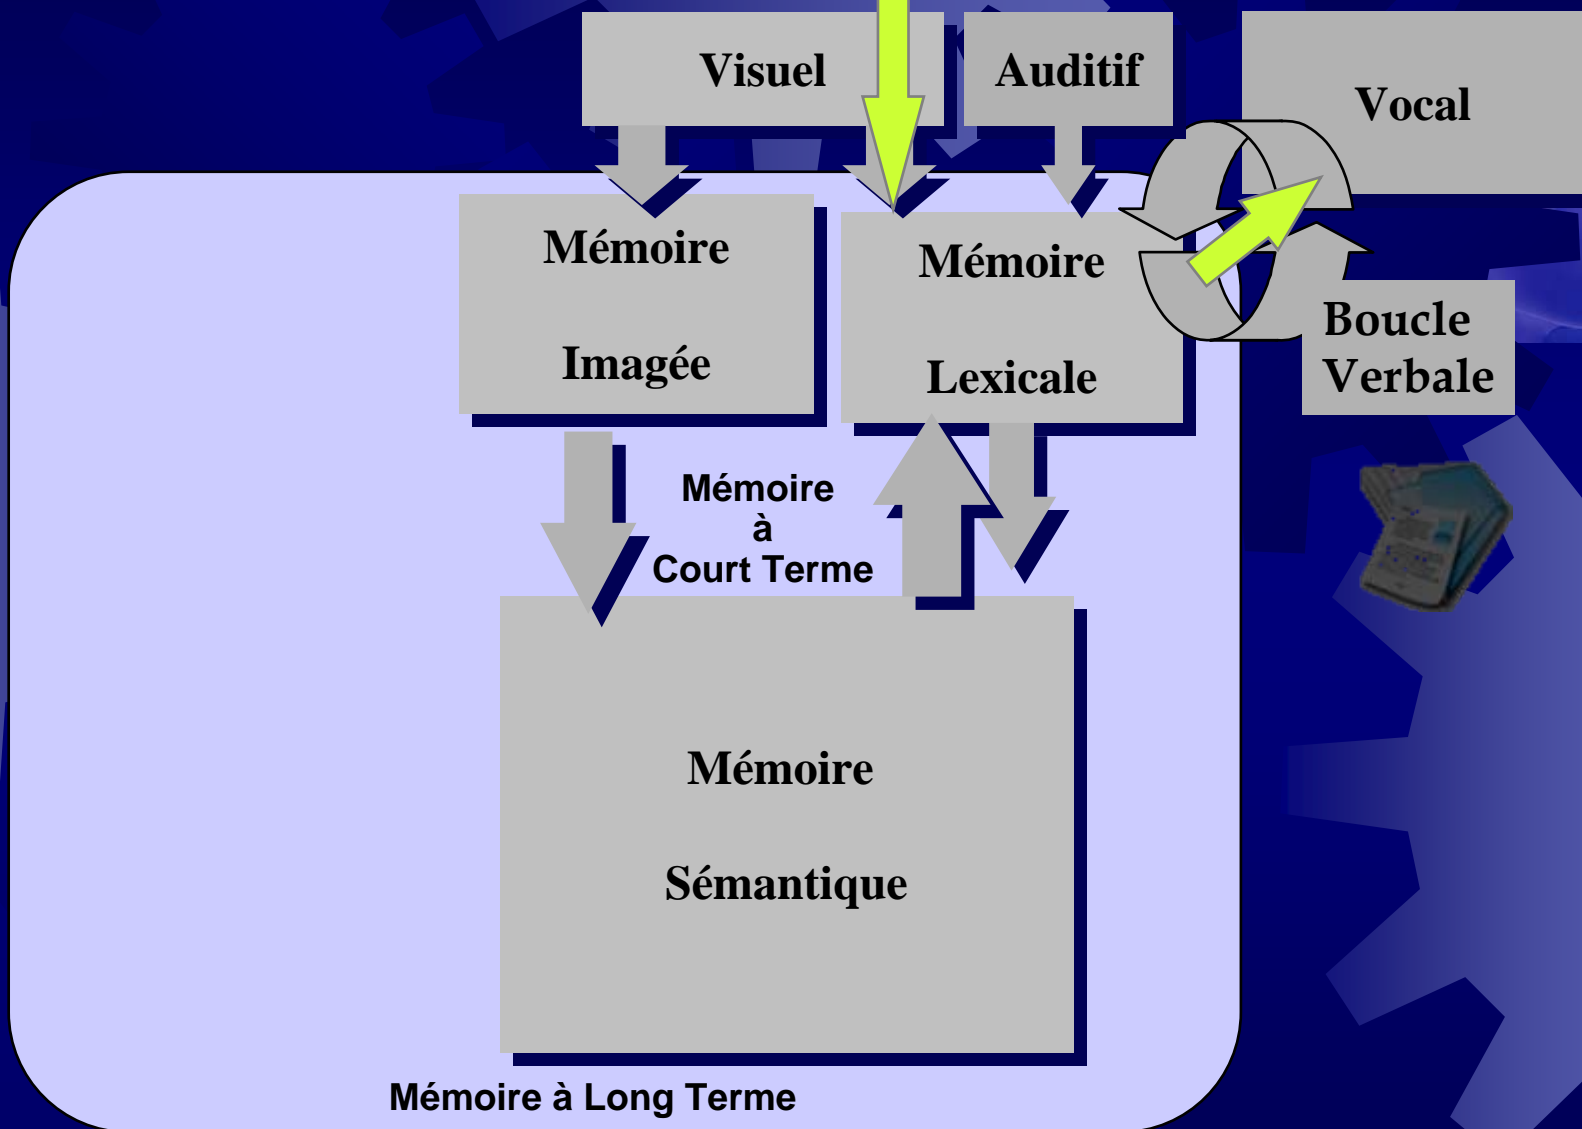 Visuel
Auditif
Vocal
Mémoire
Imagée
Mémoire
Lexicale
Boucle
Verbale
Mémoire
à
Court Terme
Mémoire
Sémantique
Mémoire à Long Terme